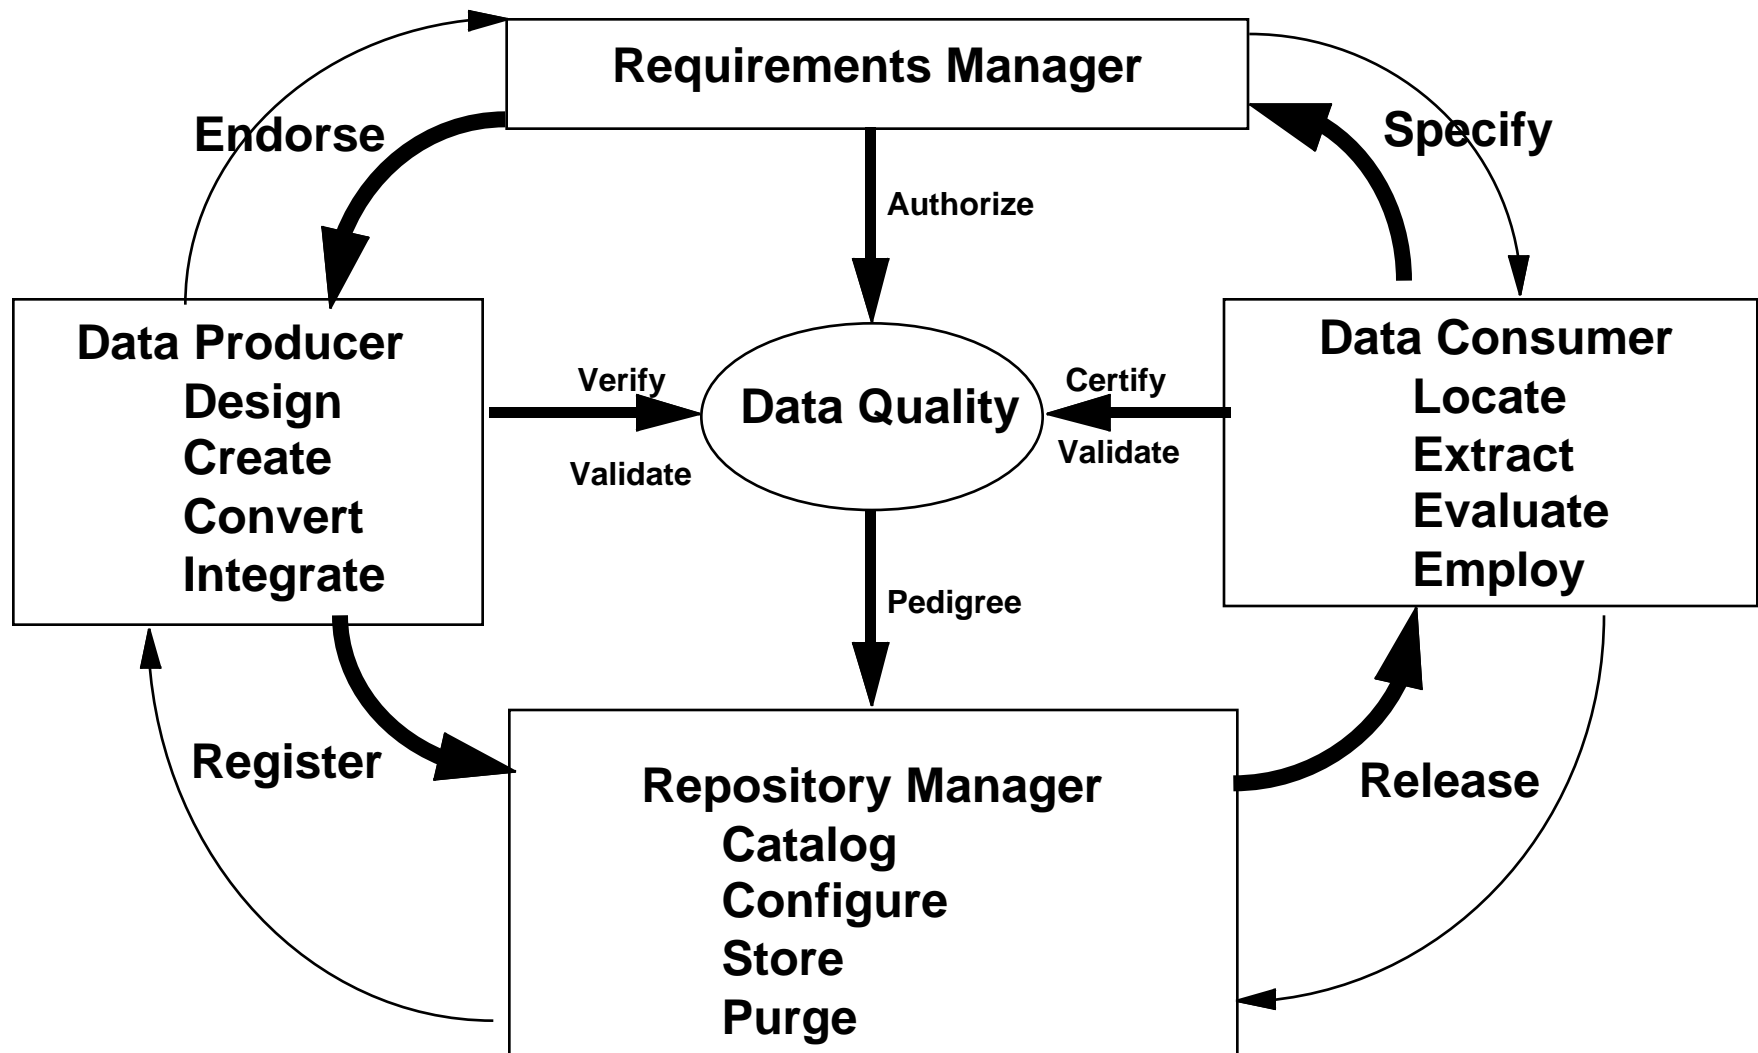 Requirements Manager
Endorse
Specify
Authorize
Data Producer
Design
Create
Convert
Integrate
Verify
Validate
Data Quality
Certify
Validate
Data Consumer
Locate
Extract
Evaluate
Employ
Pedigree
Register
Release
Repository Manager
Catalog
Configure
Store
Purge